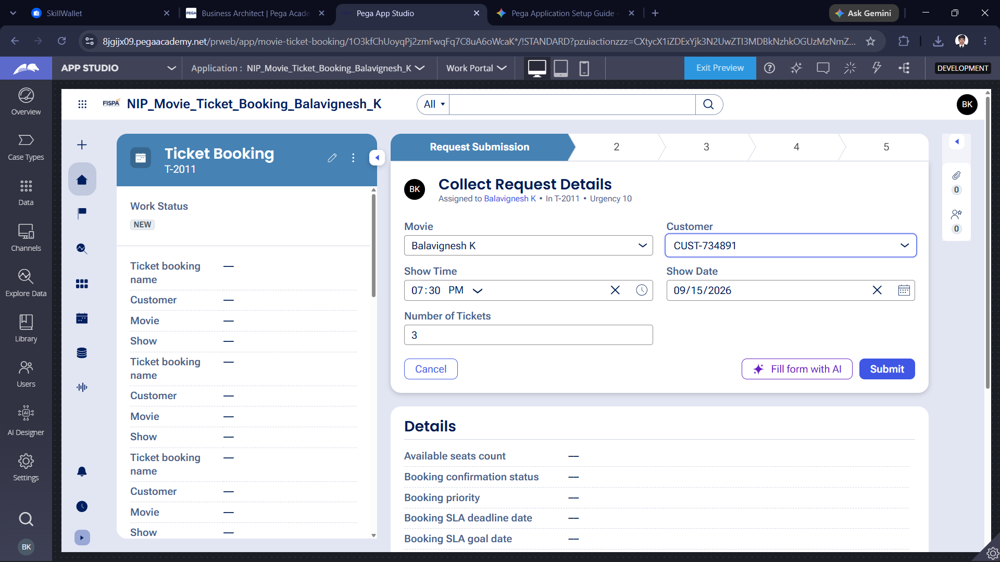 SkillWallet
PEGA Business Architect | Pega Acade
Pega App Studio
Pega Application Setup Guide -
Ask Gemini
8jgijx09.pegaacademy.net/prweb/app/movie-ticket-booking/1O3kfChUoyqPj2zmFwqFq7C8uA6oWcaK*/!STANDARD?pzuiactionzzz=CXtycX1iZDExYjk3N2UwZTI3MDBkNzhkOGUzMzNmZ...
APP STUDIO
Application : NIP_Movie_Ticket_Booking_Balavignesh_K
Work Portal
Exit Preview
DEVELOPMENT
Overview
Case Types
Data
Channels
Explore Data
Library
Users
AI
AI Designer
Settings
BK
FISPA NIP_Movie_Ticket_Booking_Balavignesh_K
All
BK
Ticket Booking
T-2011
Work Status
NEW
Ticket booking name ––
Customer ––
Movie ––
Show ––
Ticket booking name ––
Customer ––
Movie ––
Show ––
Ticket booking name ––
Customer ––
Movie ––
Show ––
Request Submission 2 3 4 5
BK
Collect Request Details
Assigned to Balavignesh K • In T-2011 • Urgency 10
Movie
Balavignesh K
Customer
CUST-734891
Show Time
07:30 PM
Show Date
09/15/2026
Number of Tickets
3
Cancel
Fill form with AI
Submit
0
0
Details
Available seats count ––
Booking confirmation status ––
Booking priority ––
Booking SLA deadline date ––
Booking SLA goal date ––